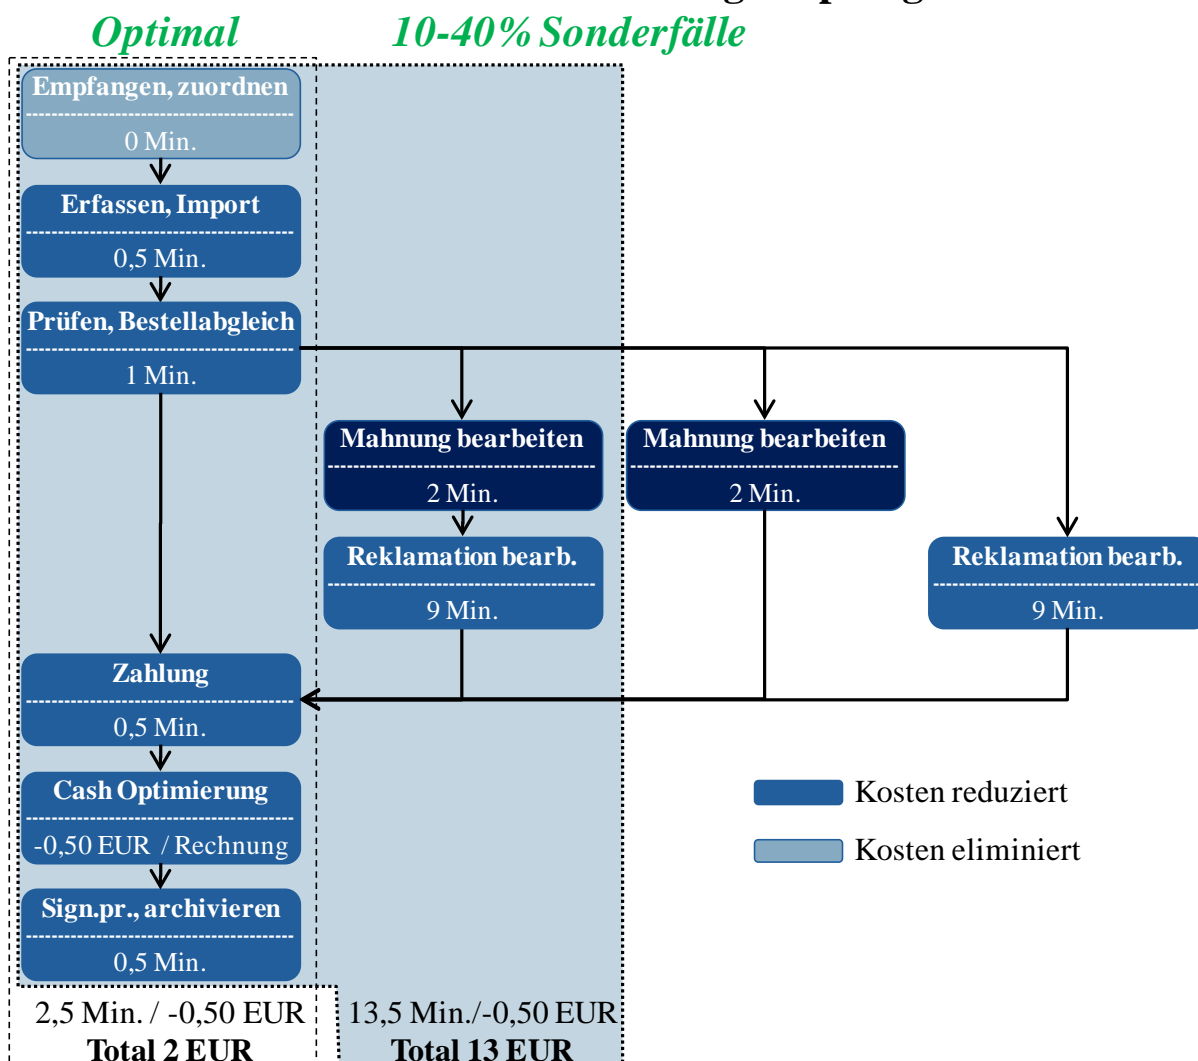 Optimal
10-40% Sonderfälle
Empfangen, zuordnen
0 Min.
Erfassen, Import
0,5 Min.
Prüfen, Bestellabgleich
1 Min.
Mahnung bearbeiten
2 Min.
Mahnung bearbeiten
2 Min.
Reklamation bearb.
9 Min.
Reklamation bearb.
9 Min.
Zahlung
0,5 Min.
Cash Optimierung
-0,50 EUR / Rechnung
Sign.pr., archivieren
0,5 Min.
Kosten reduziert
Kosten eliminiert
2,5 Min. / -0,50 EUR
Total 2 EUR
13,5 Min./-0,50 EUR
Total 13 EUR